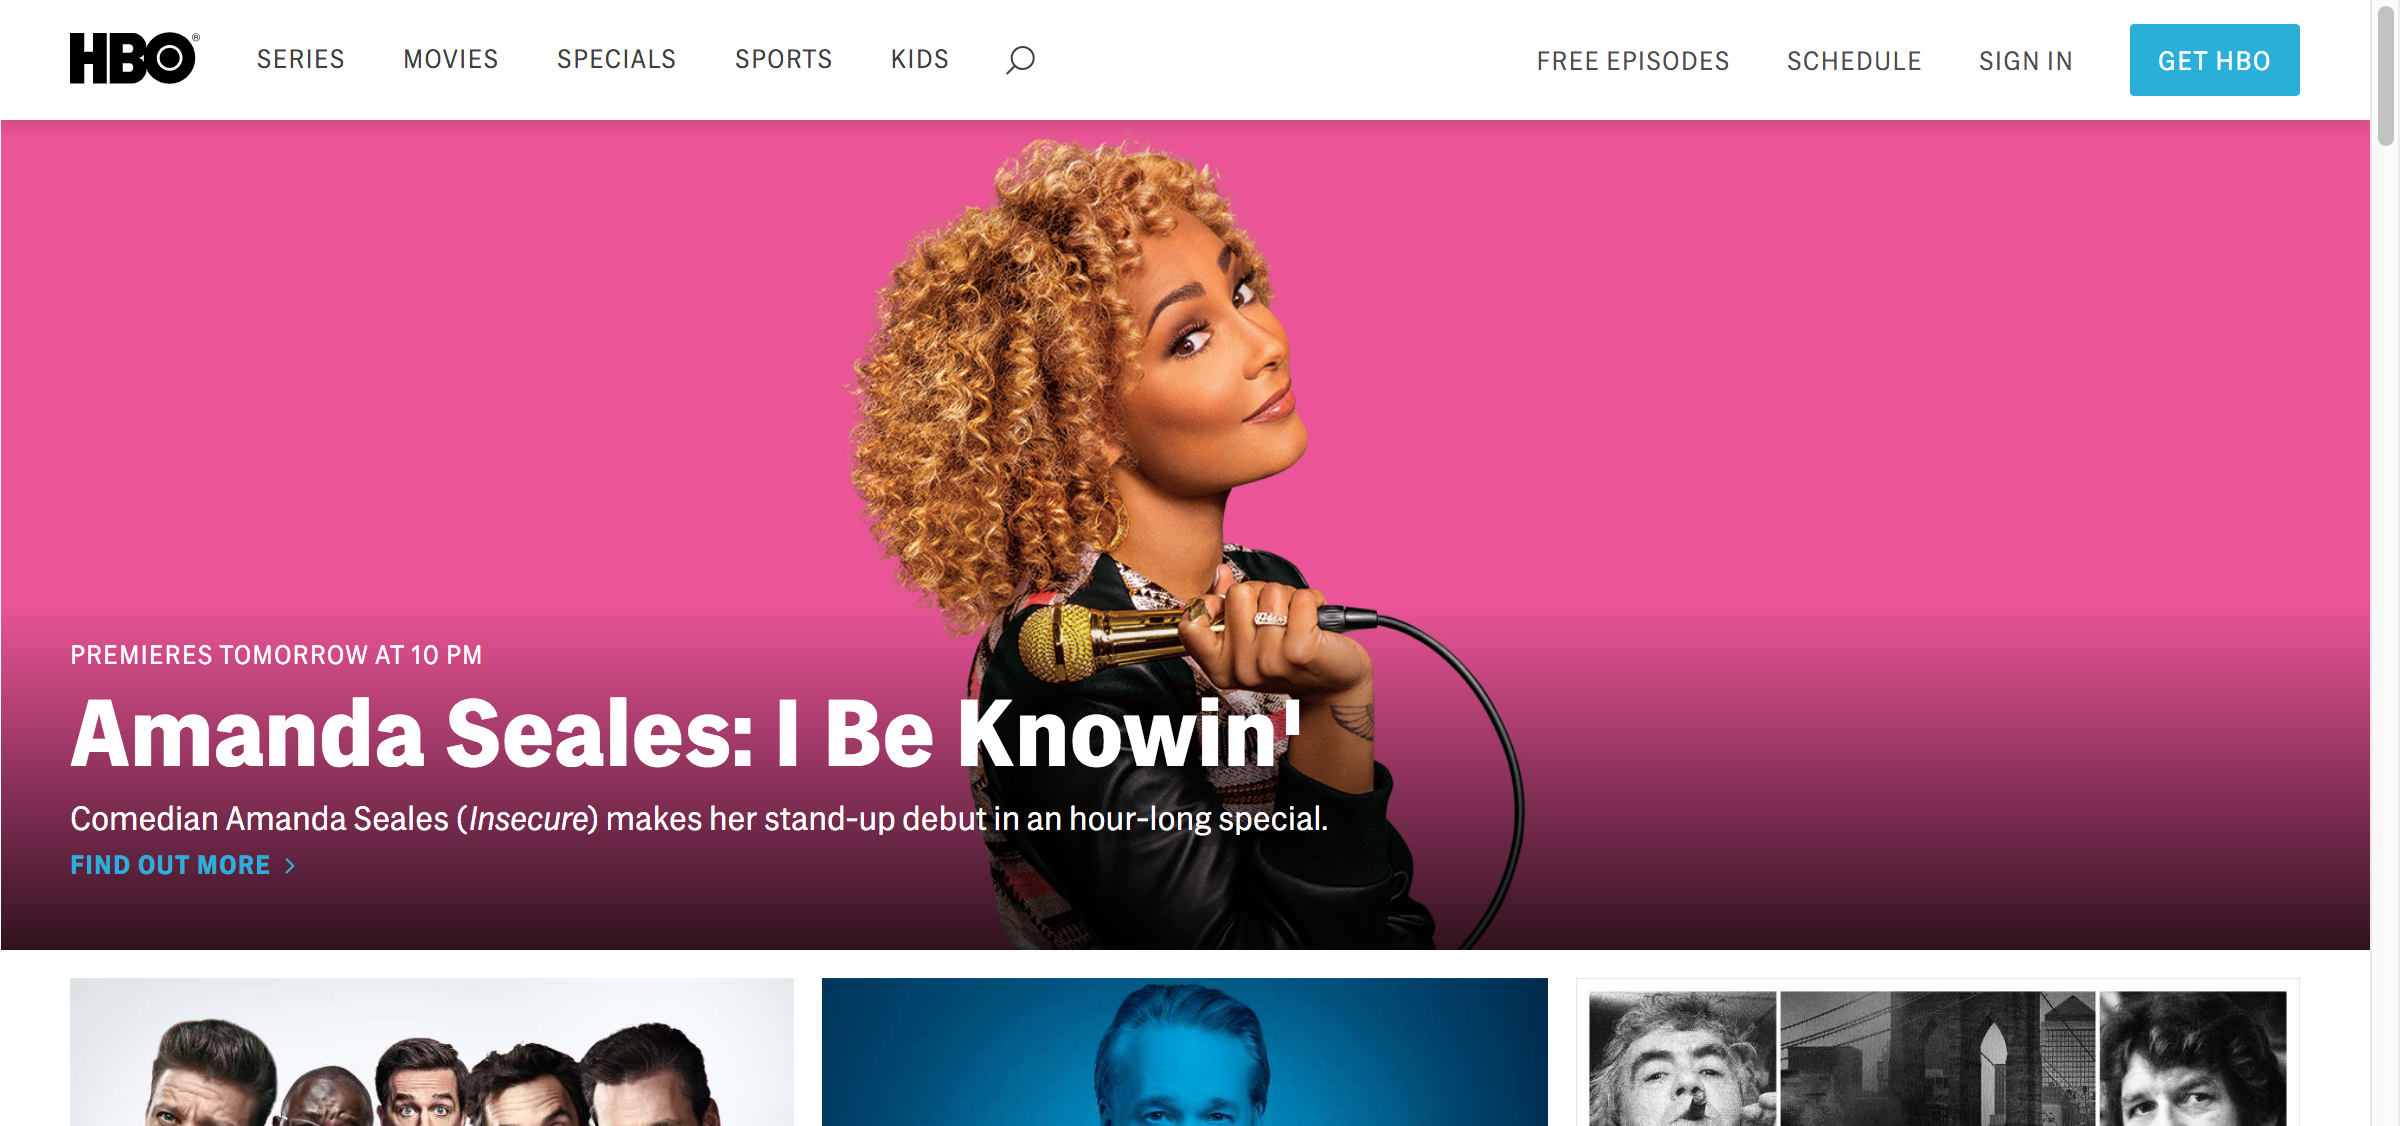 HBO®
SERIES MOVIES SPECIALS SPORTS KIDS
FREE EPISODES SCHEDULE SIGN IN GET HBO
PREMIERES TOMORROW AT 10 PM
Amanda Seales: I Be Knowin'
Comedian Amanda Seales (Insecure) makes her stand-up debut in an hour-long special.
FIND OUT MORE >